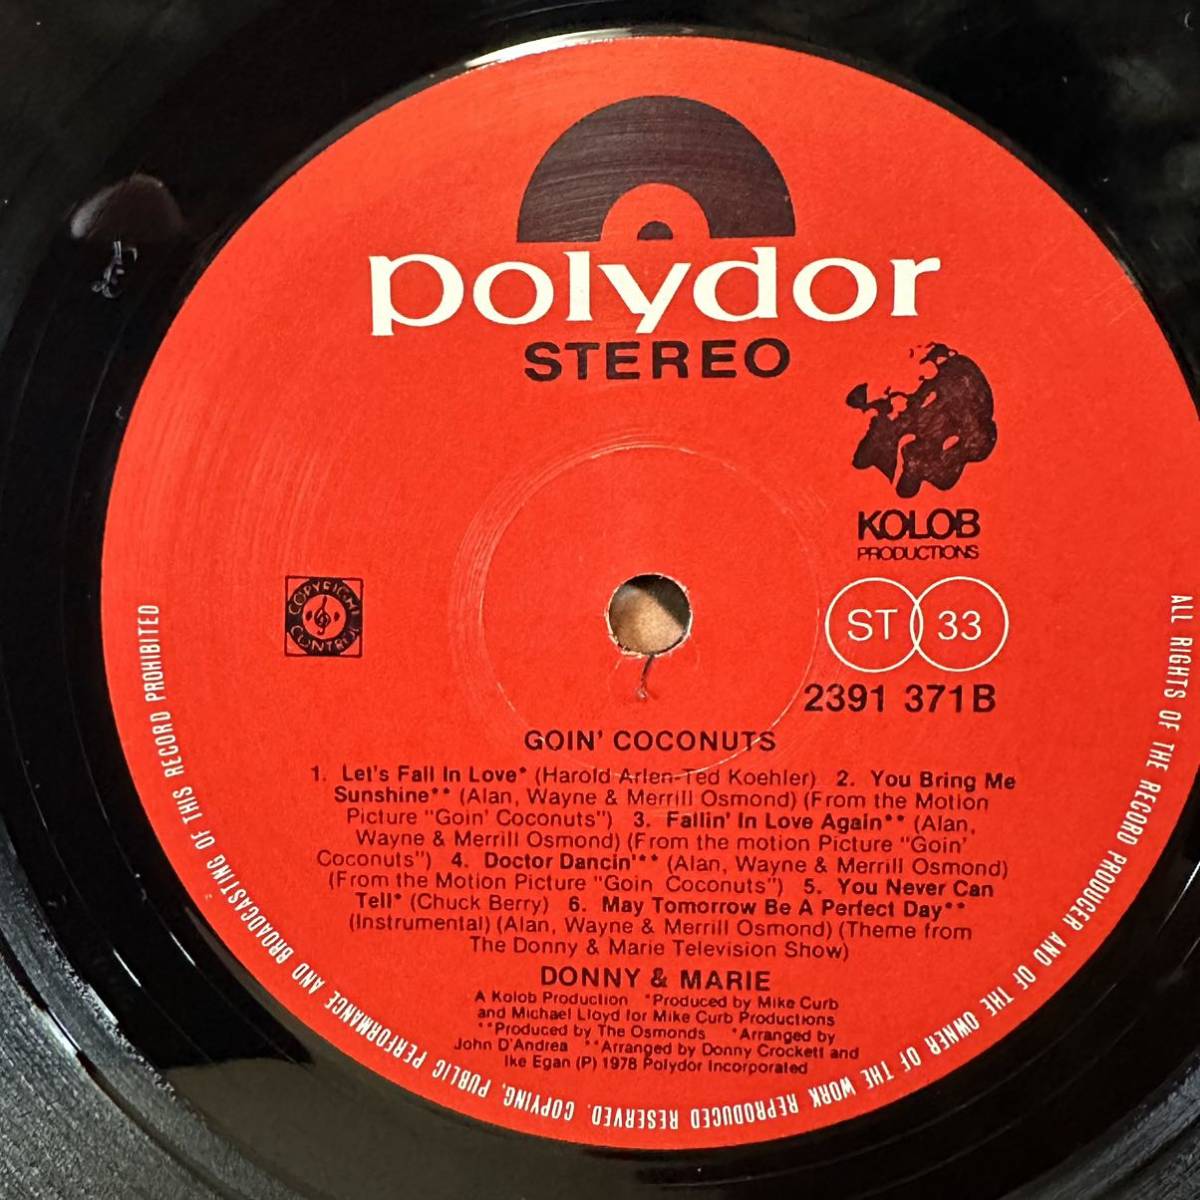 polydor
STEREO
KOLOB
PRODUCTIONS
COPYRIGHT
CONTROL
ST 33
2391 371B
GOIN' COCONUTS
1. Let's Fall In Love* (Harold Arlen-Ted Koehler) 2. You Bring Me
Sunshine** (Alan, Wayne & Merrill Osmond) (From the Motion
Picture "Goin' Coconuts") 3. Fallin' In Love Again** (Alan,
Wayne & Merrill Osmond) (From the motion Picture "Goin'
Coconuts") 4. Doctor Dancin'** (Alan, Wayne & Merrill Osmond)
(From the Motion Picture "Goin Coconuts") 5. You Never Can
Tell* (Chuck Berry) 6. May Tomorrow Be A Perfect Day**
(Instrumental) (Alan, Wayne & Merrill Osmond) (Theme from
The Donny & Marie Television Show)
DONNY & MARIE
A Kolob Production *Produced by Mike Curb
and Michael Lloyd for Mike Curb Productions
**Produced by The Osmonds *Arranged by
John D'Andrea **Arranged by Donny Crockett and
Ike Egan (P) 1978 Polydor Incorporated
ALL RIGHTS OF THE RECORD PRODUCER AND OF THE OWNER OF THE WORK REPRODUCED RESERVED. COPYING, PUBLIC PERFORMANCE AND BROADCASTING OF THIS RECORD PROHIBITED